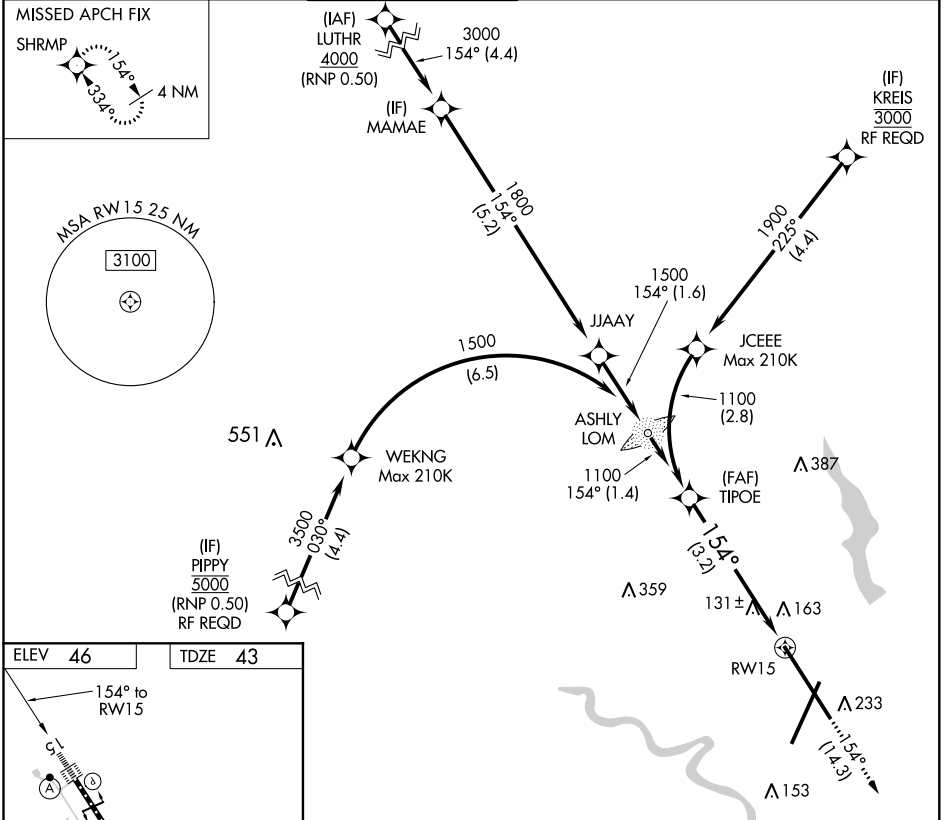 MISSED APCH FIX
SHRMP
154°
334°
4 NM
(IAF)
LUTHR
4000
(RNP 0.50)
3000
154° (4.4)
(IF)
MAMAE
(IF)
KREIS
3000
RF REQD
MSA RW15 25 NM
3100
1800
154°
(5.2)
1900
225°
(4.4)
1500
154° (1.6)
JJAAY
JCEEE
Max 210K
1500
(6.5)
1100
(2.8)
ASHLY
LOM
551
WEKNG
Max 210K
1100
154° (1.4)
(FAF)
TIPOE
387
3500
030°
(4.4)
154°
(3.2)
(IF)
PIPPY
5000
(RNP 0.50)
RF REQD
359
131±
163
RW15
233
154°
(14.3)
153
ELEV 46
TDZE 43
154° to
RW15
15
A
P